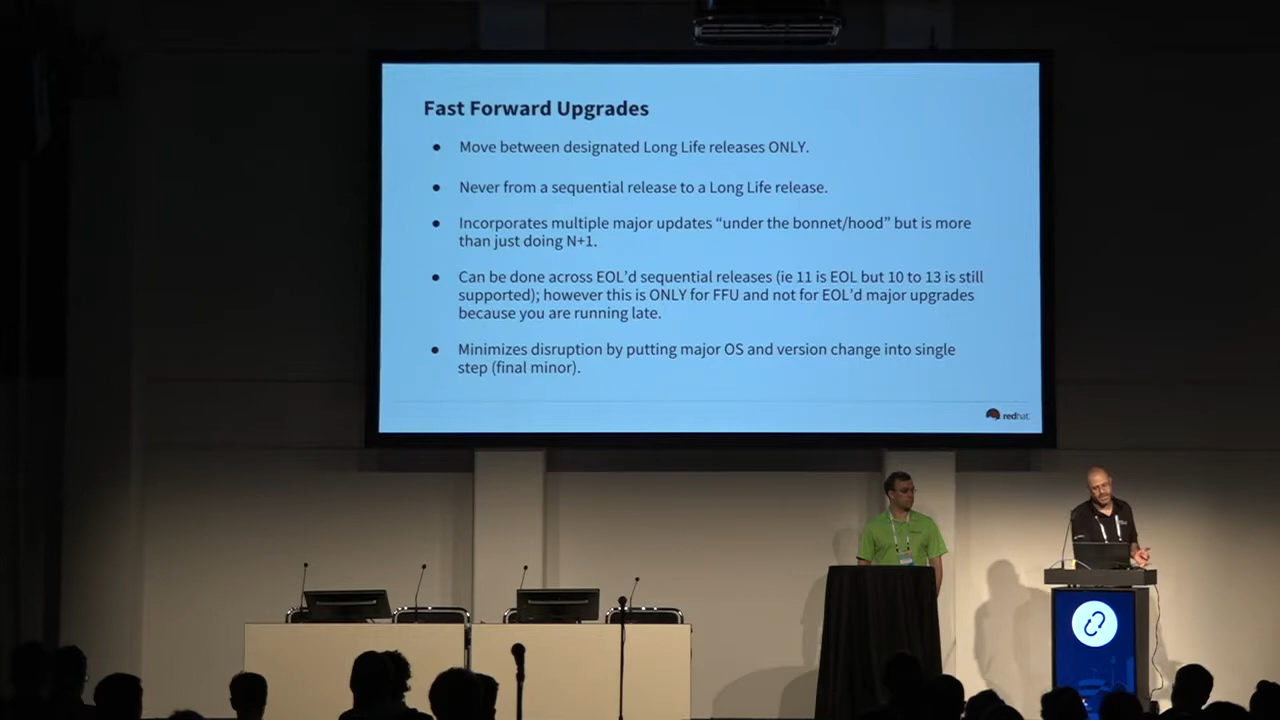 Fast Forward Upgrades
● Move between designated Long Life releases ONLY.
● Never from a sequential release to a Long Life release.
● Incorporates multiple major updates “under the bonnet/hood” but is more
than just doing N+1.
● Can be done across EOL’d sequential releases (ie 11 is EOL but 10 to 13 is still
supported); however this is ONLY for FFU and not for EOL’d major upgrades
because you are running late.
● Minimizes disruption by putting major OS and version change into single
step (final minor).
redhat.